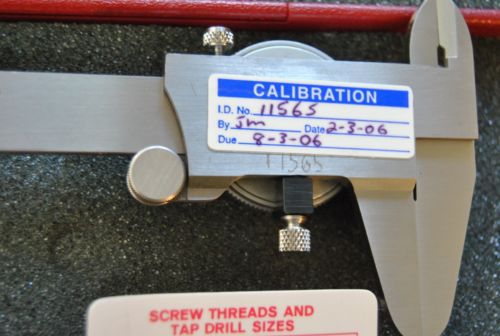 CALIBRATION
I.D. No. 11565
By Jm Date 2-3-06
Due 8-3-06
11565
SCREW THREADS AND
TAP DRILL SIZES